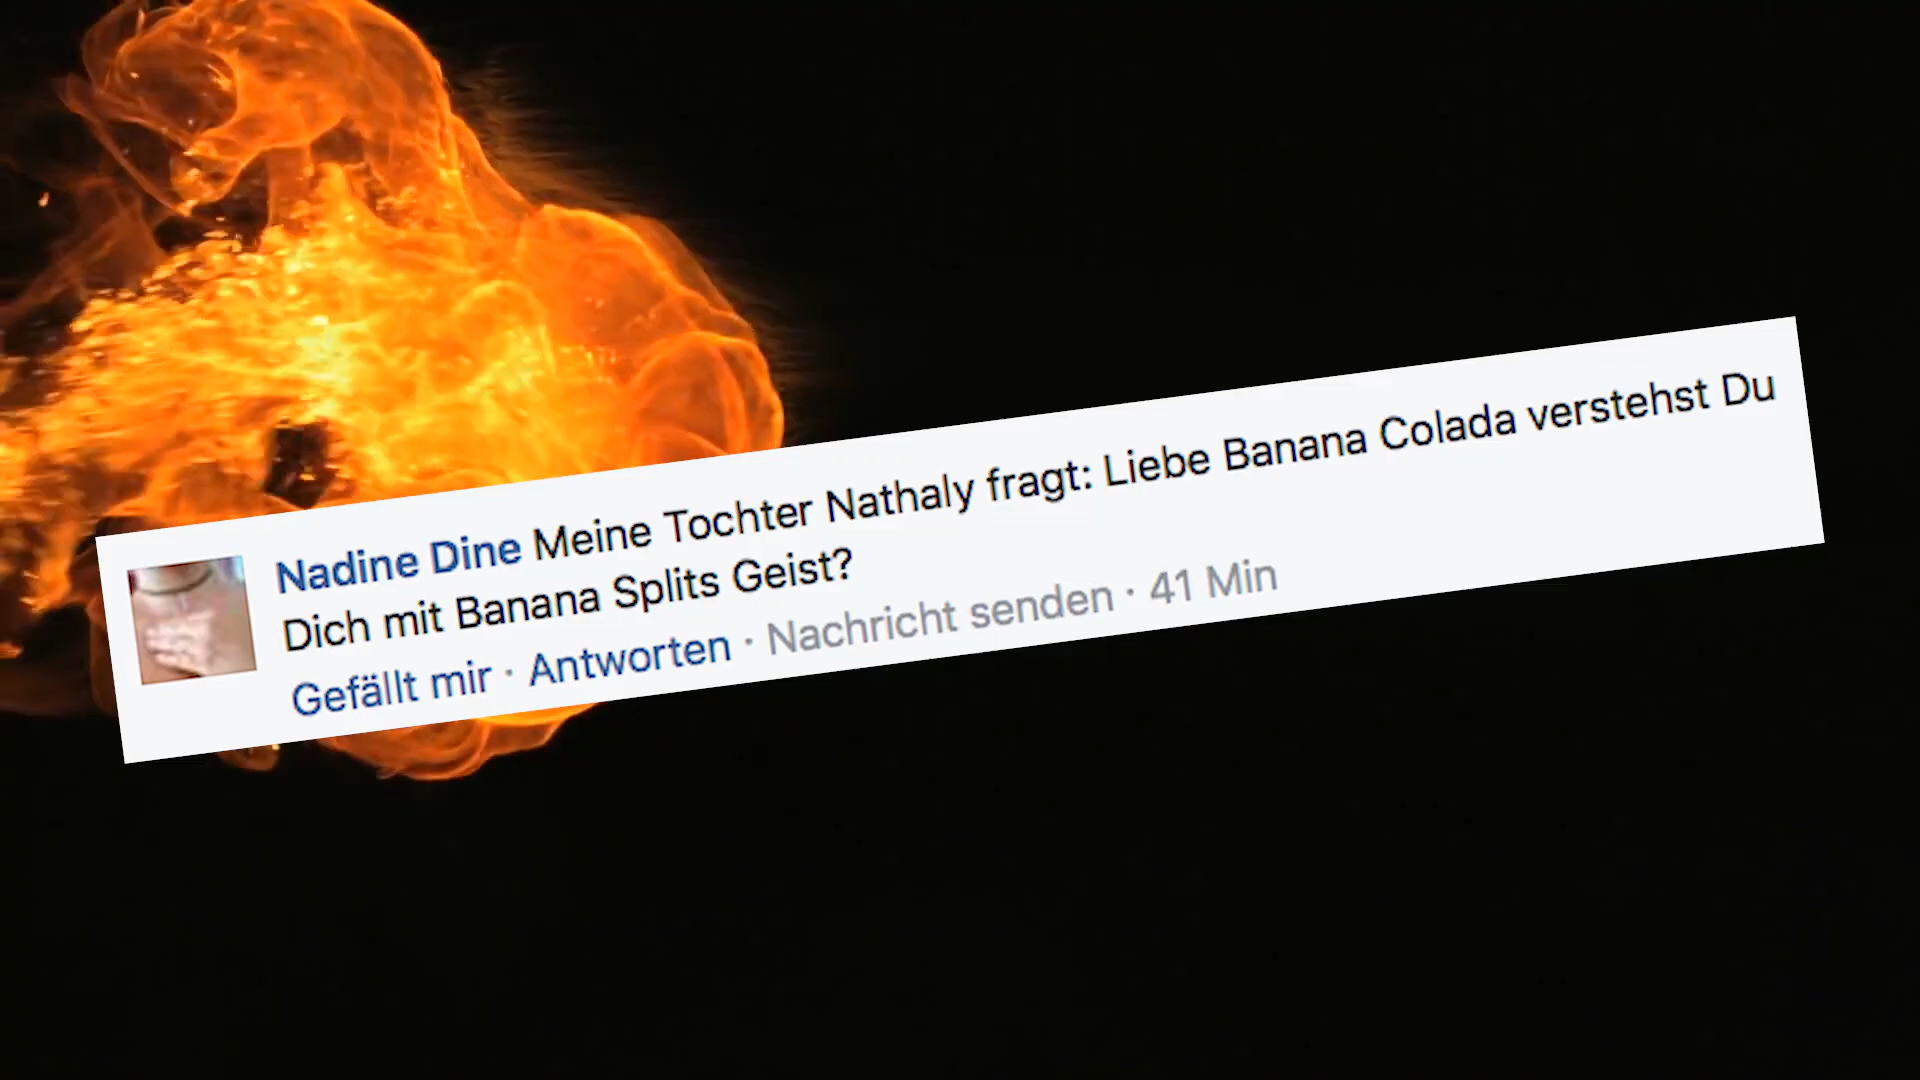 Nadine Dine Meine Tochter Nathaly fragt: Liebe Banana Colada verstehst Du
Dich mit Banana Splits Geist?
Gefällt mir · Antworten · Nachricht senden · 41 Min